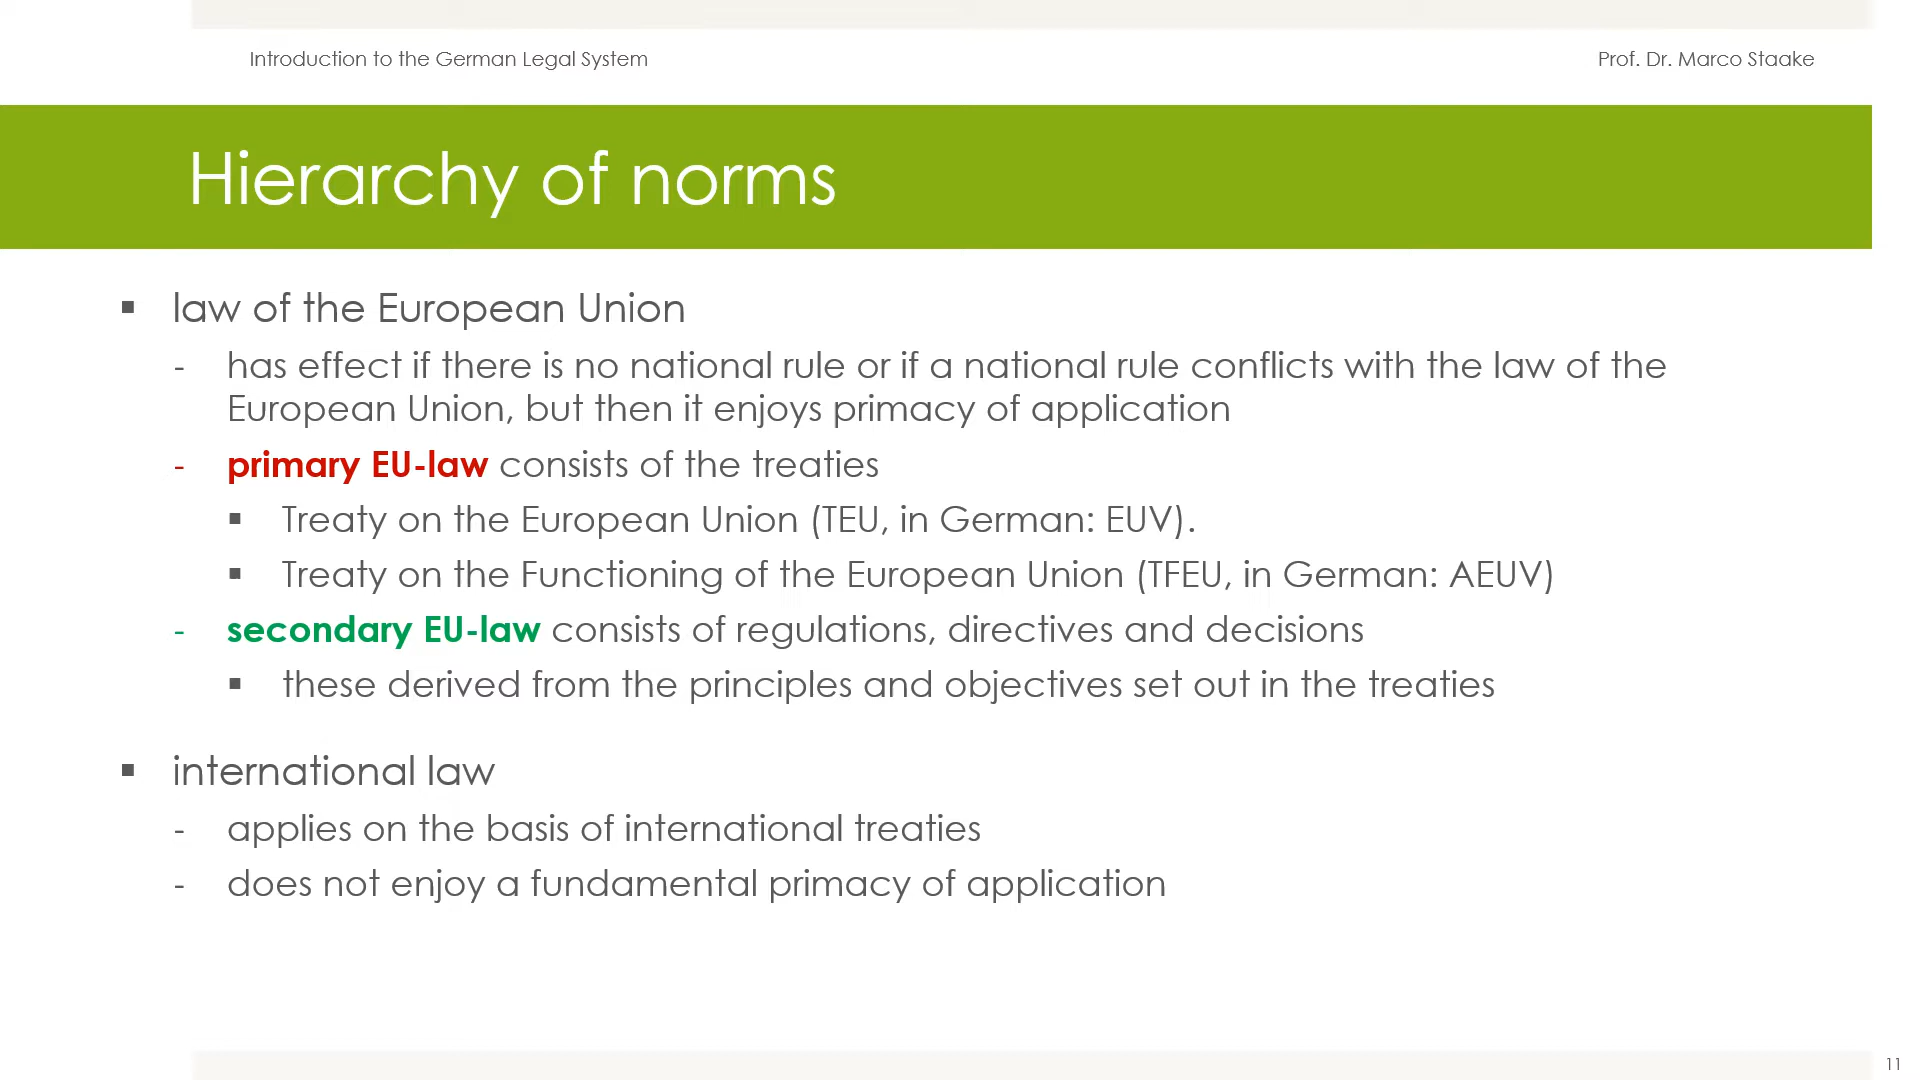 Introduction to the German Legal System
Prof. Dr. Marco Staake
Hierarchy of norms
▪ law of the European Union
- has effect if there is no national rule or if a national rule conflicts with the law of the
European Union, but then it enjoys primacy of application
- primary EU-law consists of the treaties
▪ Treaty on the European Union (TEU, in German: EUV).
▪ Treaty on the Functioning of the European Union (TFEU, in German: AEUV)
- secondary EU-law consists of regulations, directives and decisions
▪ these derived from the principles and objectives set out in the treaties
▪ international law
- applies on the basis of international treaties
- does not enjoy a fundamental primacy of application
11